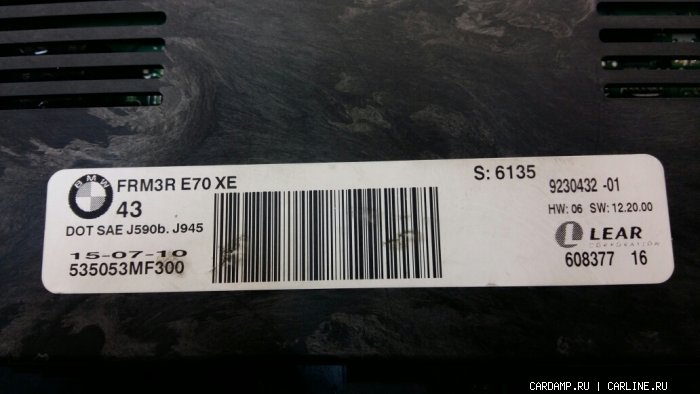 BMW
FRM3R E70 XE
43
DOT SAE J590b. J945
15-07-10
535053MF300
S: 6135
9230432 -01
HW: 06 SW: 12.20.00
LEAR
CORPORATION
608377 16
CARDAMP.RU | CARLINE.RU